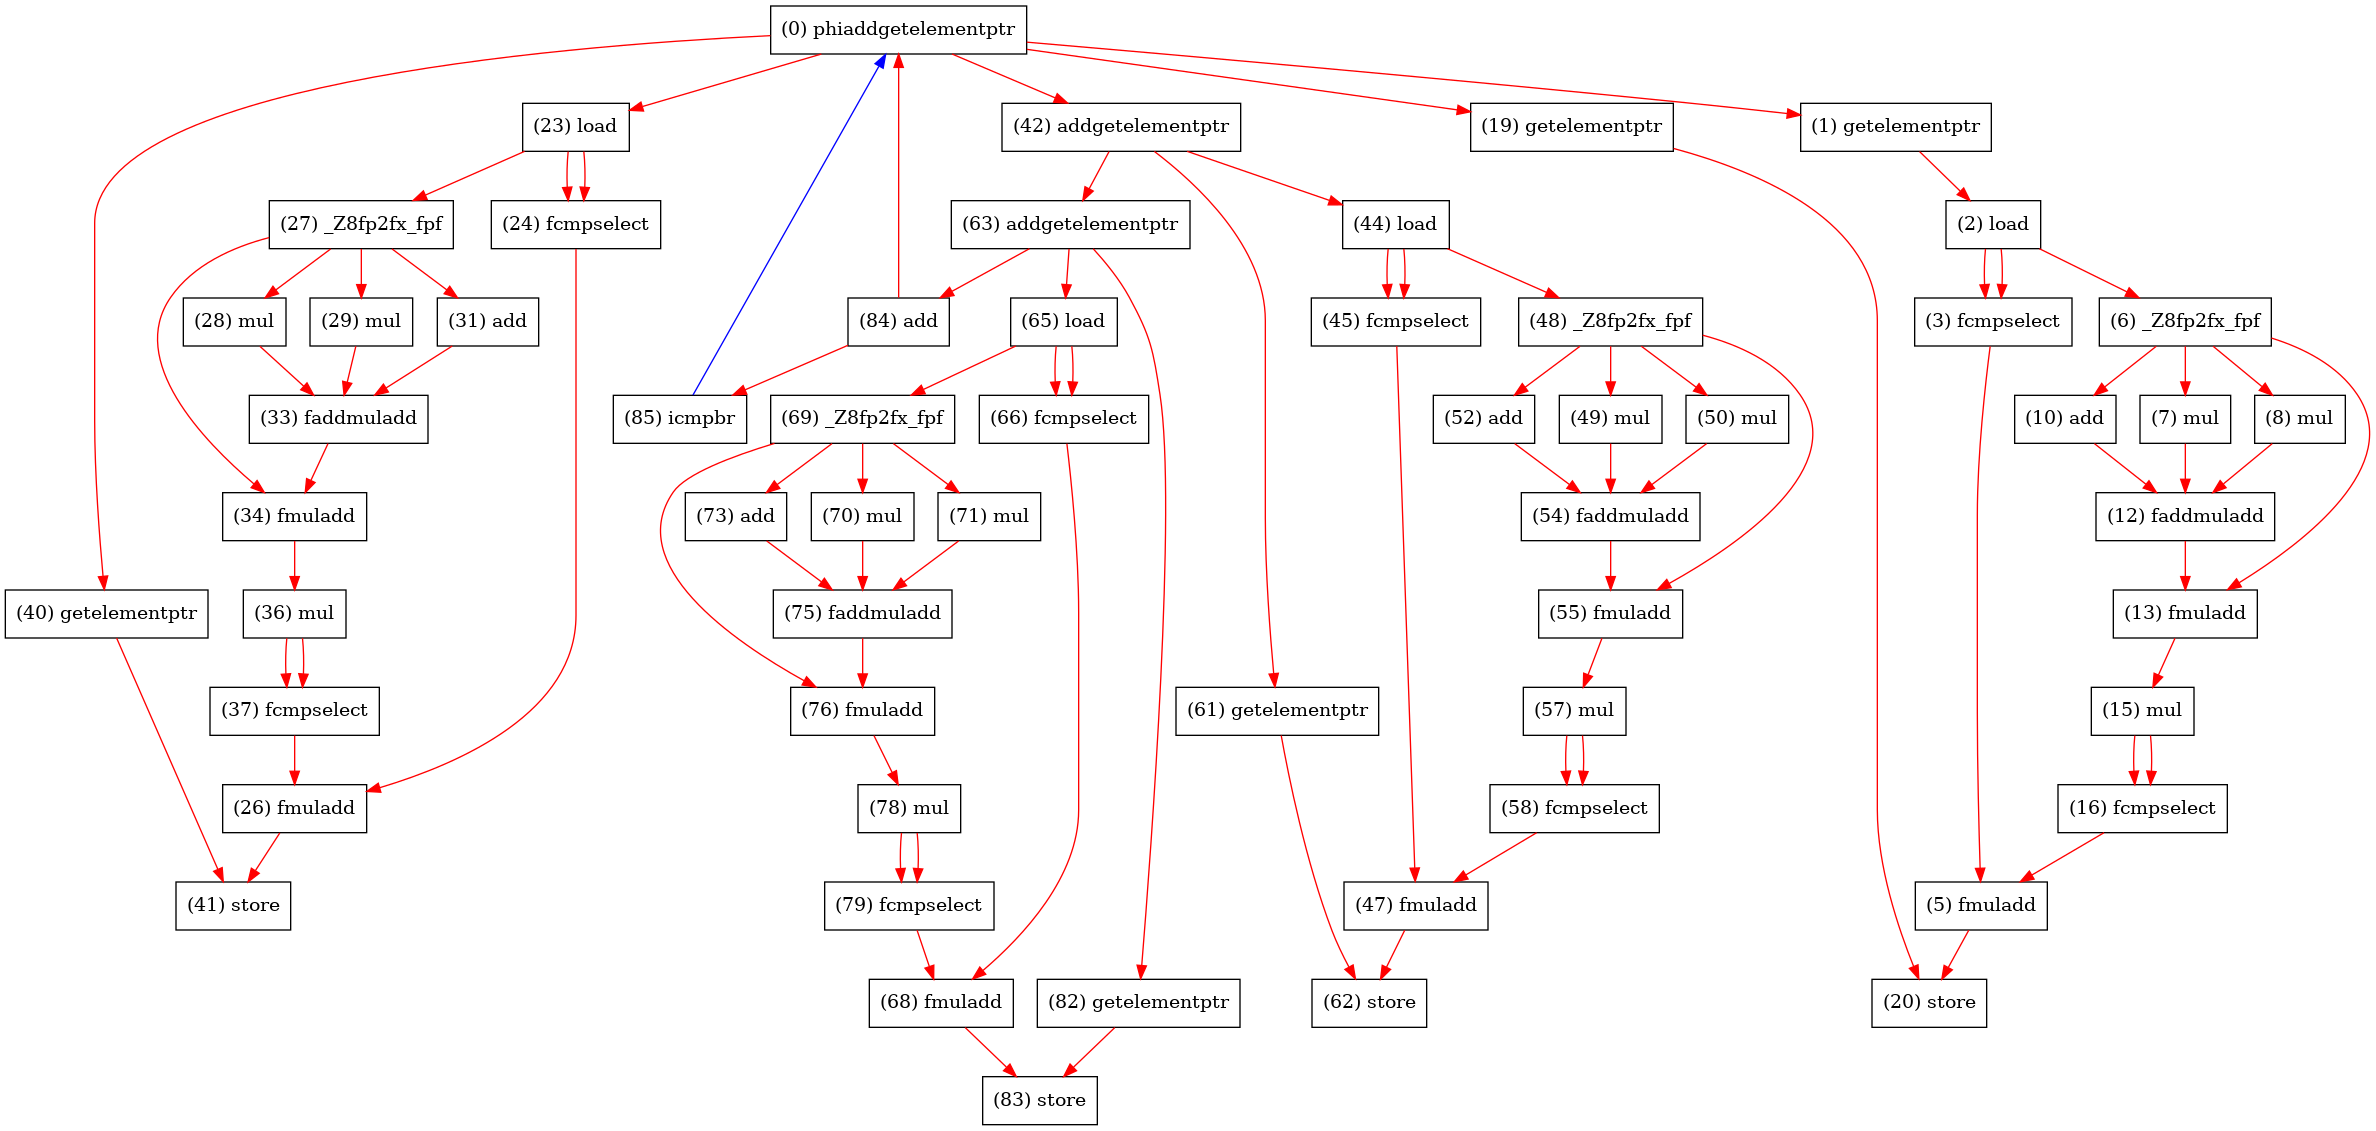 (0) phiaddgetelementptr
(23) load
(42) addgetelementptr
(19) getelementptr
(1) getelementptr
(27) _Z8fp2fx_fpf
(24) fcmpselect
(63) addgetelementptr
(44) load
(2) load
(28) mul
(29) mul
(31) add
(84) add
(65) load
(45) fcmpselect
(48) _Z8fp2fx_fpf
(3) fcmpselect
(6) _Z8fp2fx_fpf
(33) faddmuladd
(85) icmpbr
(69) _Z8fp2fx_fpf
(66) fcmpselect
(52) add
(49) mul
(50) mul
(10) add
(7) mul
(8) mul
(34) fmuladd
(73) add
(70) mul
(71) mul
(54) faddmuladd
(12) faddmuladd
(40) getelementptr
(36) mul
(75) faddmuladd
(55) fmuladd
(13) fmuladd
(37) fcmpselect
(76) fmuladd
(61) getelementptr
(57) mul
(15) mul
(26) fmuladd
(78) mul
(58) fcmpselect
(16) fcmpselect
(41) store
(79) fcmpselect
(47) fmuladd
(5) fmuladd
(68) fmuladd
(82) getelementptr
(62) store
(20) store
(83) store